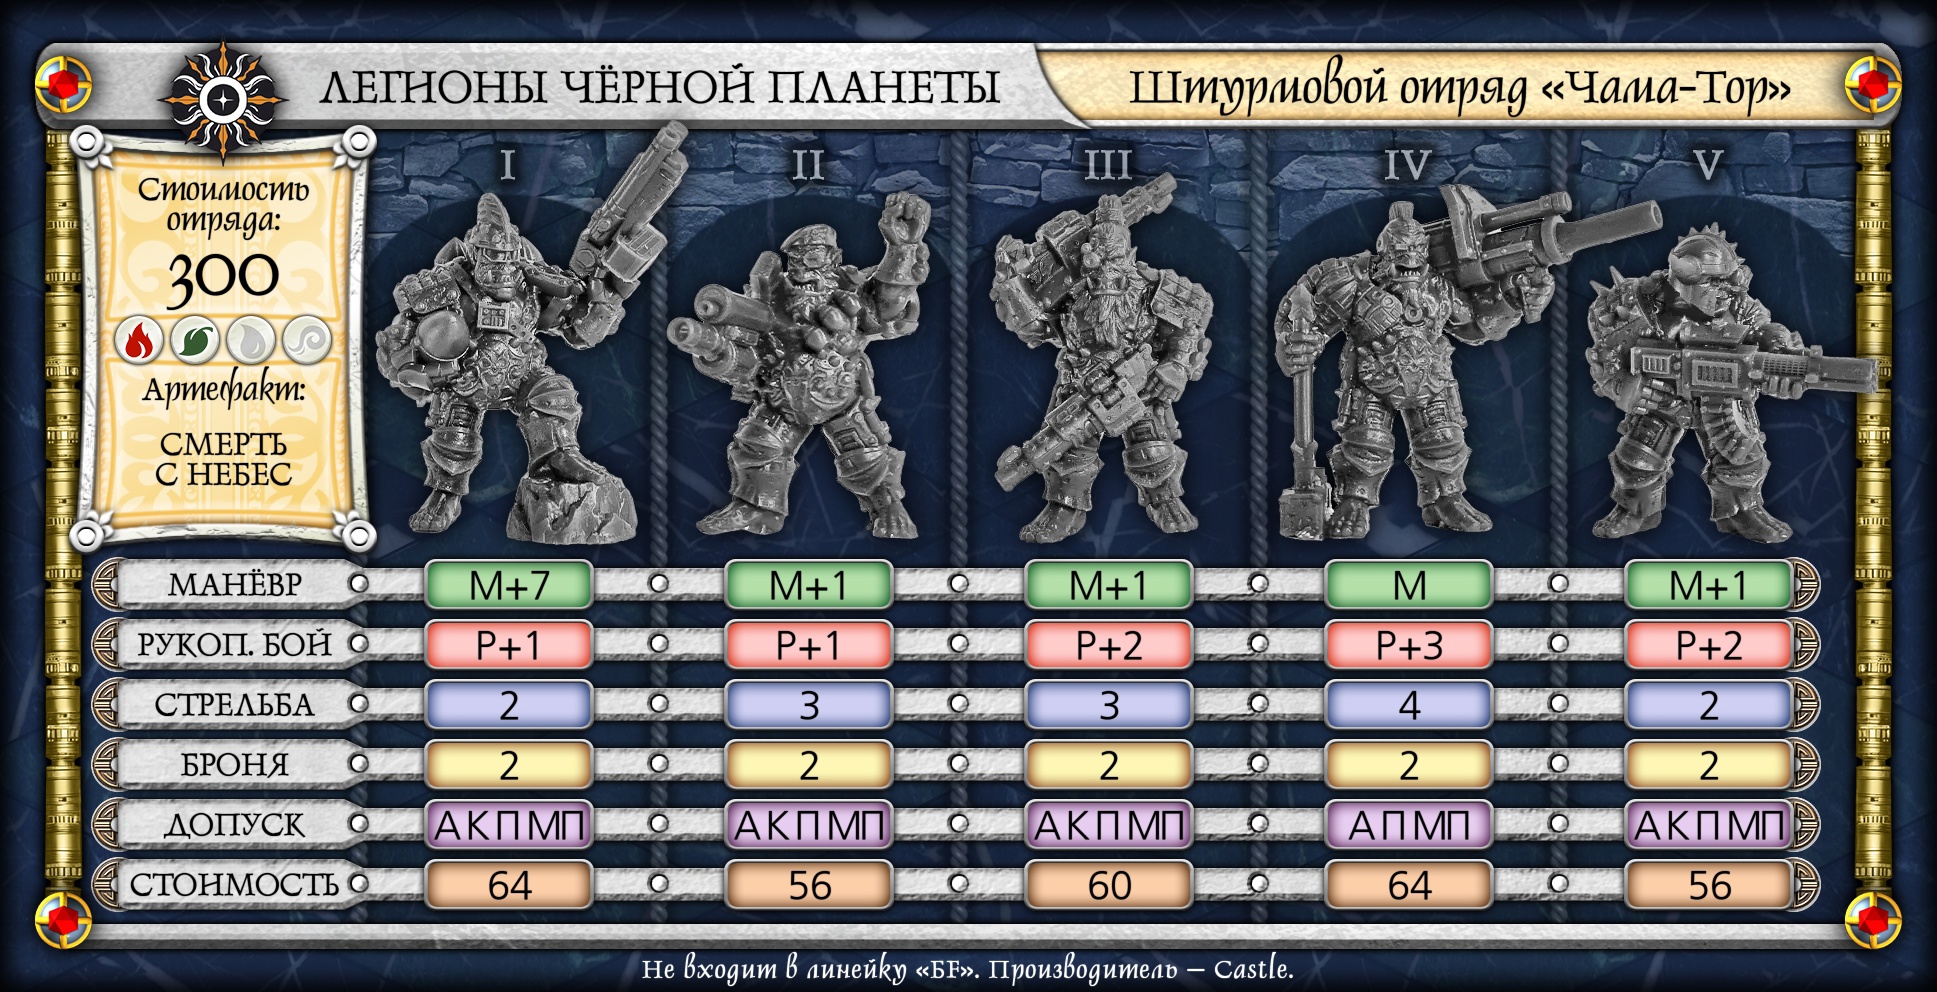 ЛЕГИОНЫ ЧЁРНОЙ ПЛАНЕТЫ
Штурмовой отряд «Чама-Тор»
Стоимость
отряда:
300
Артефакт:
СМЕРТЬ
С НЕБЕС
I II III IV V
МАНЁВР M+7 M+1 M+1 M M+1
РУКОП. БОЙ P+1 P+1 P+2 P+3 P+2
СТРЕЛЬБА 2 3 3 4 2
БРОНЯ 2 2 2 2 2
ДОПУСК АКПМП АКПМП АКПМП АПМП АКПМП
СТОИМОСТЬ 64 56 60 64 56
Не входит в линейку «БF». Производитель – Castle.